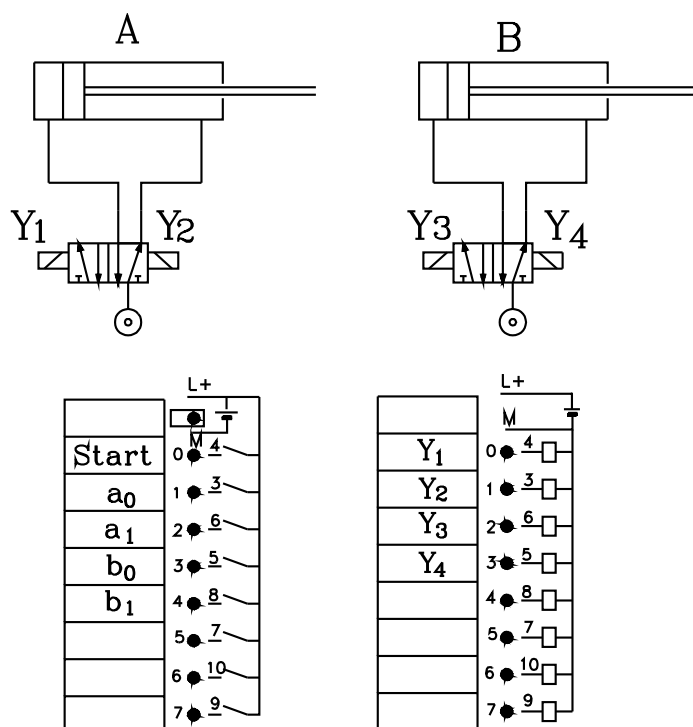 A B
Y1 Y2 Y3 Y4
L+ L+
M M
Start 0 4 Y1 0 4
a0 1 3 Y2 1 3
a1 2 6 Y3 2 6
b0 3 5 Y4 3 5
b1 4 8 4 8
5 7 5 7
6 10 6 10
7 9 7 9